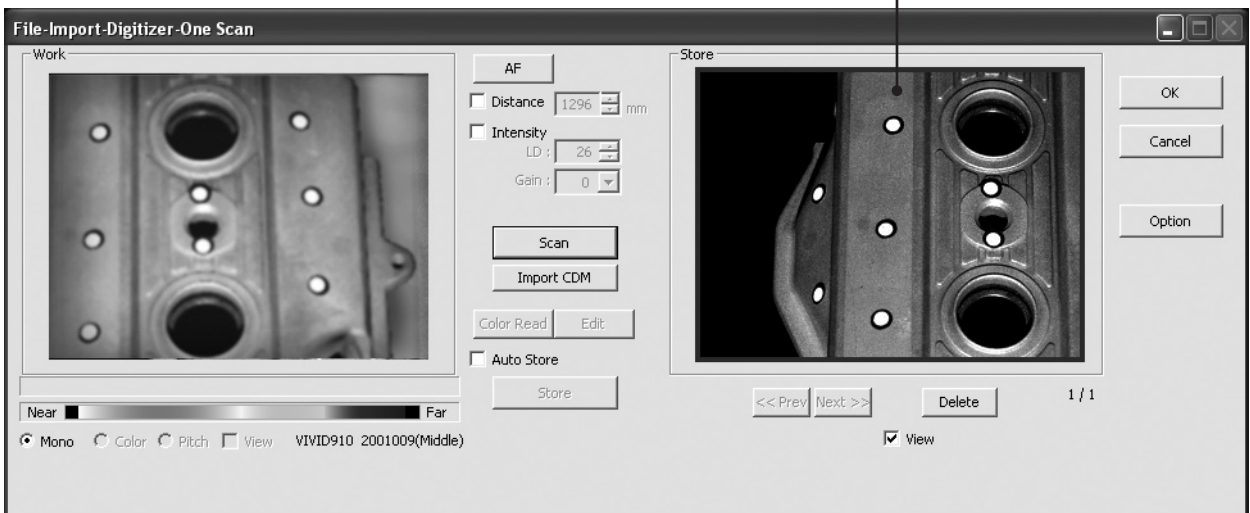 File-Import-Digitizer-One Scan
Work
AF
Distance 1296 mm
Intensity
LD : 26
Gain : 0
Scan
Import CDM
Color Read Edit
Auto Store
Store
Near Far
Mono Color Pitch View VIVID910 2001009(Middle)
Store
<< Prev Next >> Delete 1 / 1
View
OK
Cancel
Option